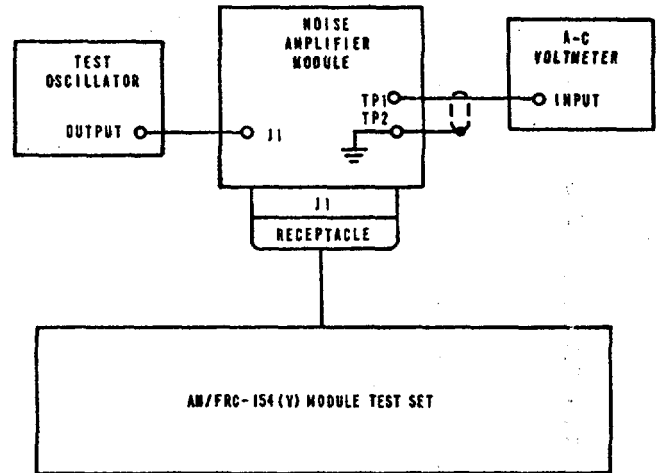 TEST
OSCILLATOR
OUTPUT
NOISE
AMPLIFIER
MODULE
J1
TP1
TP2
A-C
VOLTMETER
INPUT
J1
RECEPTACLE
AN/FRC-154(V) MODULE TEST SET